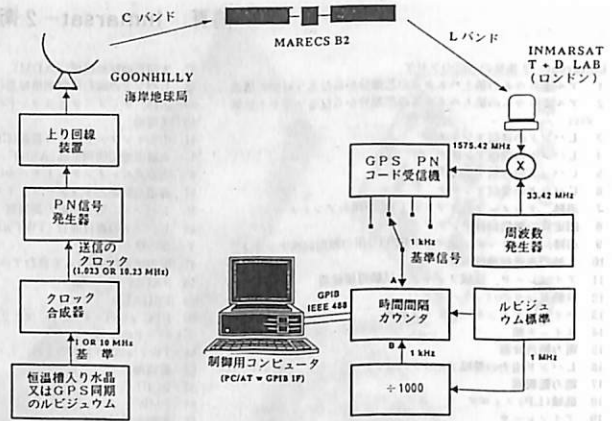 Cバンド
MARECS B2
Lバンド
GOONHILLY
海岸地球局
INMARSAT
T + D LAB
(ロンドン)
上り回線
装置
PN信号
発生器
送信の
クロック
(1.023 OR 10.23 MHz)
クロック
合成器
1 OR 10 MHz
基 準
恒温槽入り水晶
又はGPS同期
のルビジュウム
GPS PN
コード受信機
1575.42 MHz
X
33.42 MHz
周波数
発生器
1 kHz
基準信号
A
GPIB
IEEE 488
時間間隔
カウンタ
ルビジュウ
ム標準
制御用コンピュータ
(PC/AT w GPIB IF)
B
1 kHz
1 MHz
÷1000